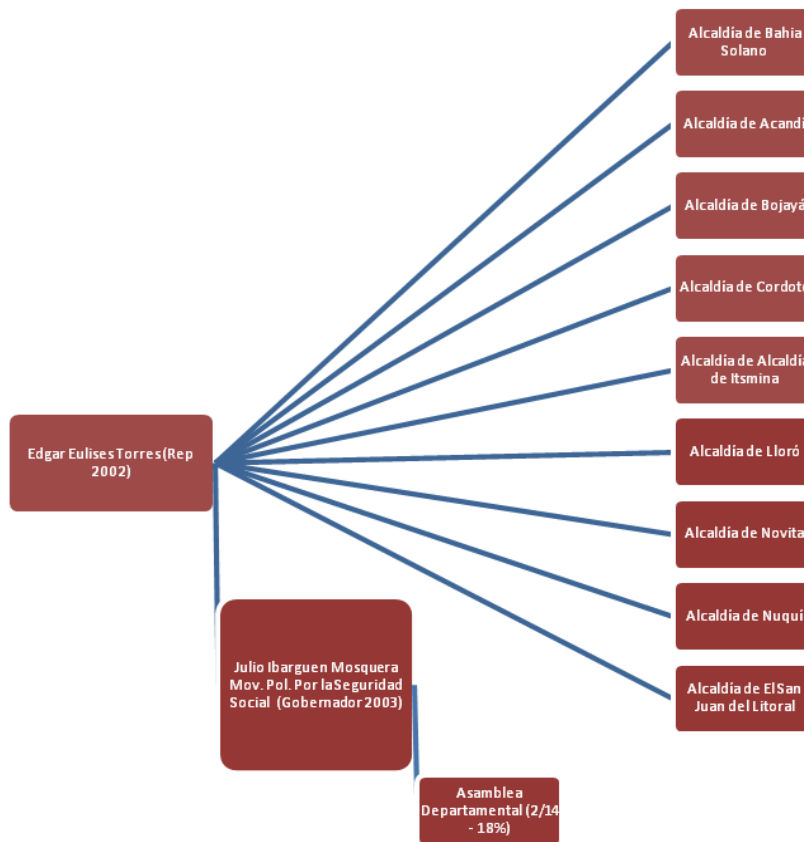 Alcaldía de Bahia
Solano
Alcaldía de Acandi
Alcaldía de Bojayá
Alcaldía de Cordoto
Alcaldía de Alcaldía
de Itsmina
Edgar Eulises Torres (Rep
2002)
Alcaldía de Lloró
Alcaldía de Novita
Alcaldía de Nuquí
Julio Ibarguen Mosquera
Mov. Pol. Por la Seguridad
Social (Gobernador 2003)
Alcaldía de El San
Juan del Litoral
Asamblea
Departamental (2/14
- 18%)